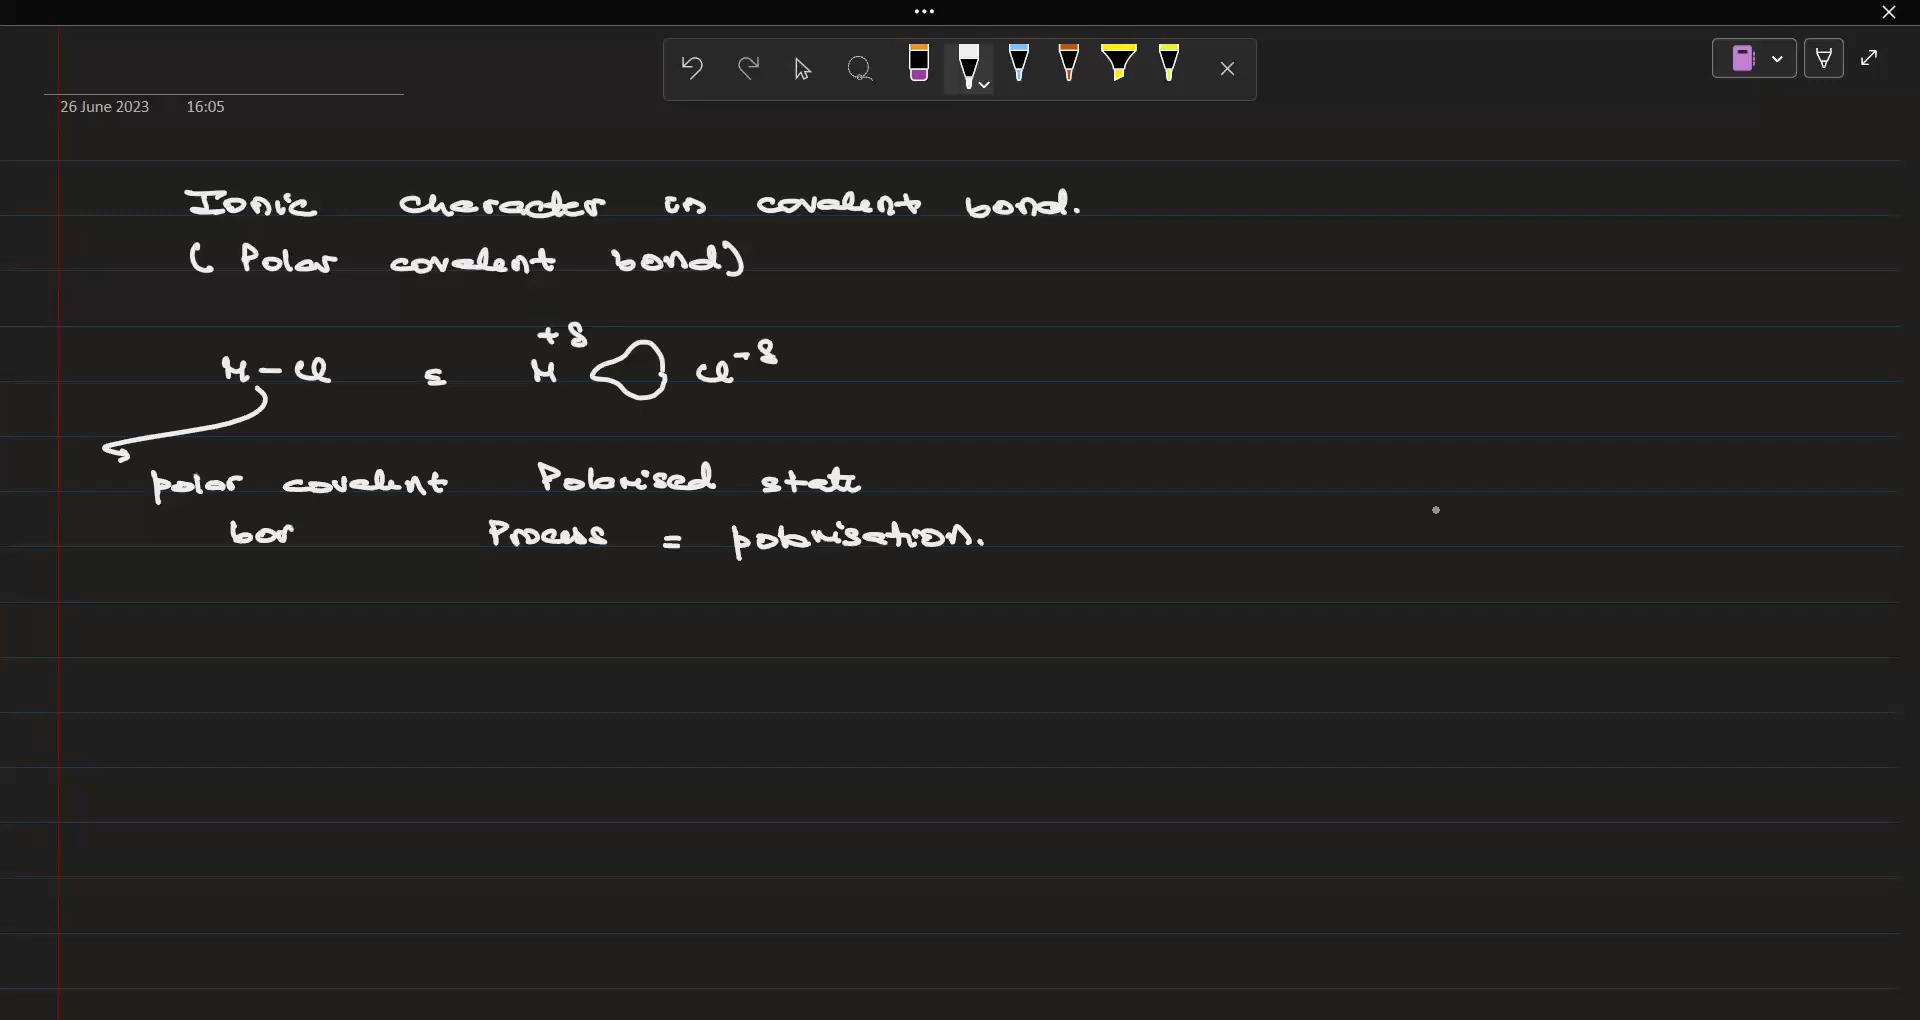 26 June 2023 16:05
Ionic character in covalent bond.
(Polar covalent bond)
H-Cl = H+δ Cl-δ
polar covalent Polarised state
bon Process = polarisation.